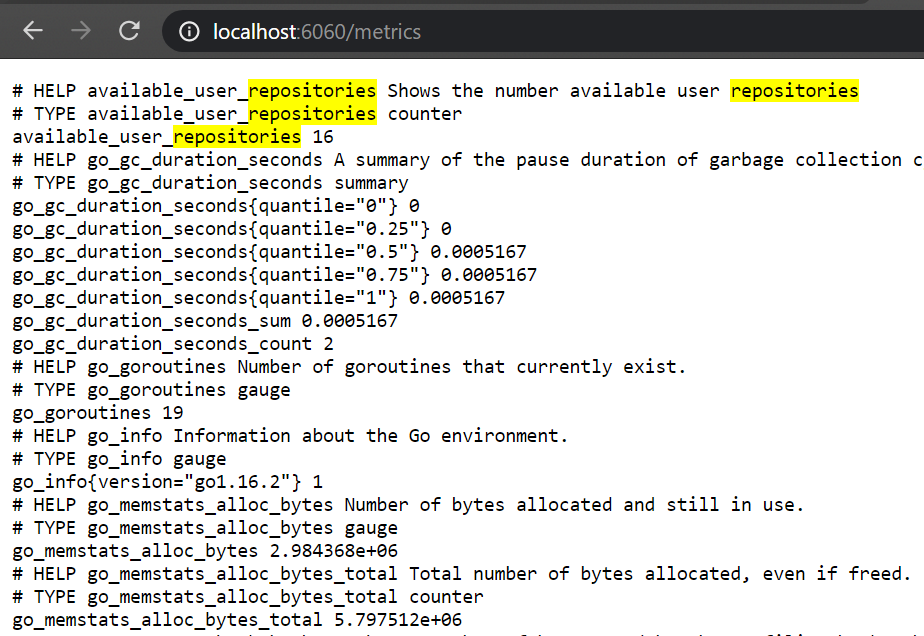 localhost:6060/metrics
# HELP available_user_repositories Shows the number available user repositories
# TYPE available_user_repositories counter
available_user_repositories 16
# HELP go_gc_duration_seconds A summary of the pause duration of garbage collection c
# TYPE go_gc_duration_seconds summary
go_gc_duration_seconds{quantile="0"} 0
go_gc_duration_seconds{quantile="0.25"} 0
go_gc_duration_seconds{quantile="0.5"} 0.0005167
go_gc_duration_seconds{quantile="0.75"} 0.0005167
go_gc_duration_seconds{quantile="1"} 0.0005167
go_gc_duration_seconds_sum 0.0005167
go_gc_duration_seconds_count 2
# HELP go_goroutines Number of goroutines that currently exist.
# TYPE go_goroutines gauge
go_goroutines 19
# HELP go_info Information about the Go environment.
# TYPE go_info gauge
go_info{version="go1.16.2"} 1
# HELP go_memstats_alloc_bytes Number of bytes allocated and still in use.
# TYPE go_memstats_alloc_bytes gauge
go_memstats_alloc_bytes 2.984368e+06
# HELP go_memstats_alloc_bytes_total Total number of bytes allocated, even if freed.
# TYPE go_memstats_alloc_bytes_total counter
go_memstats_alloc_bytes_total 5.797512e+06